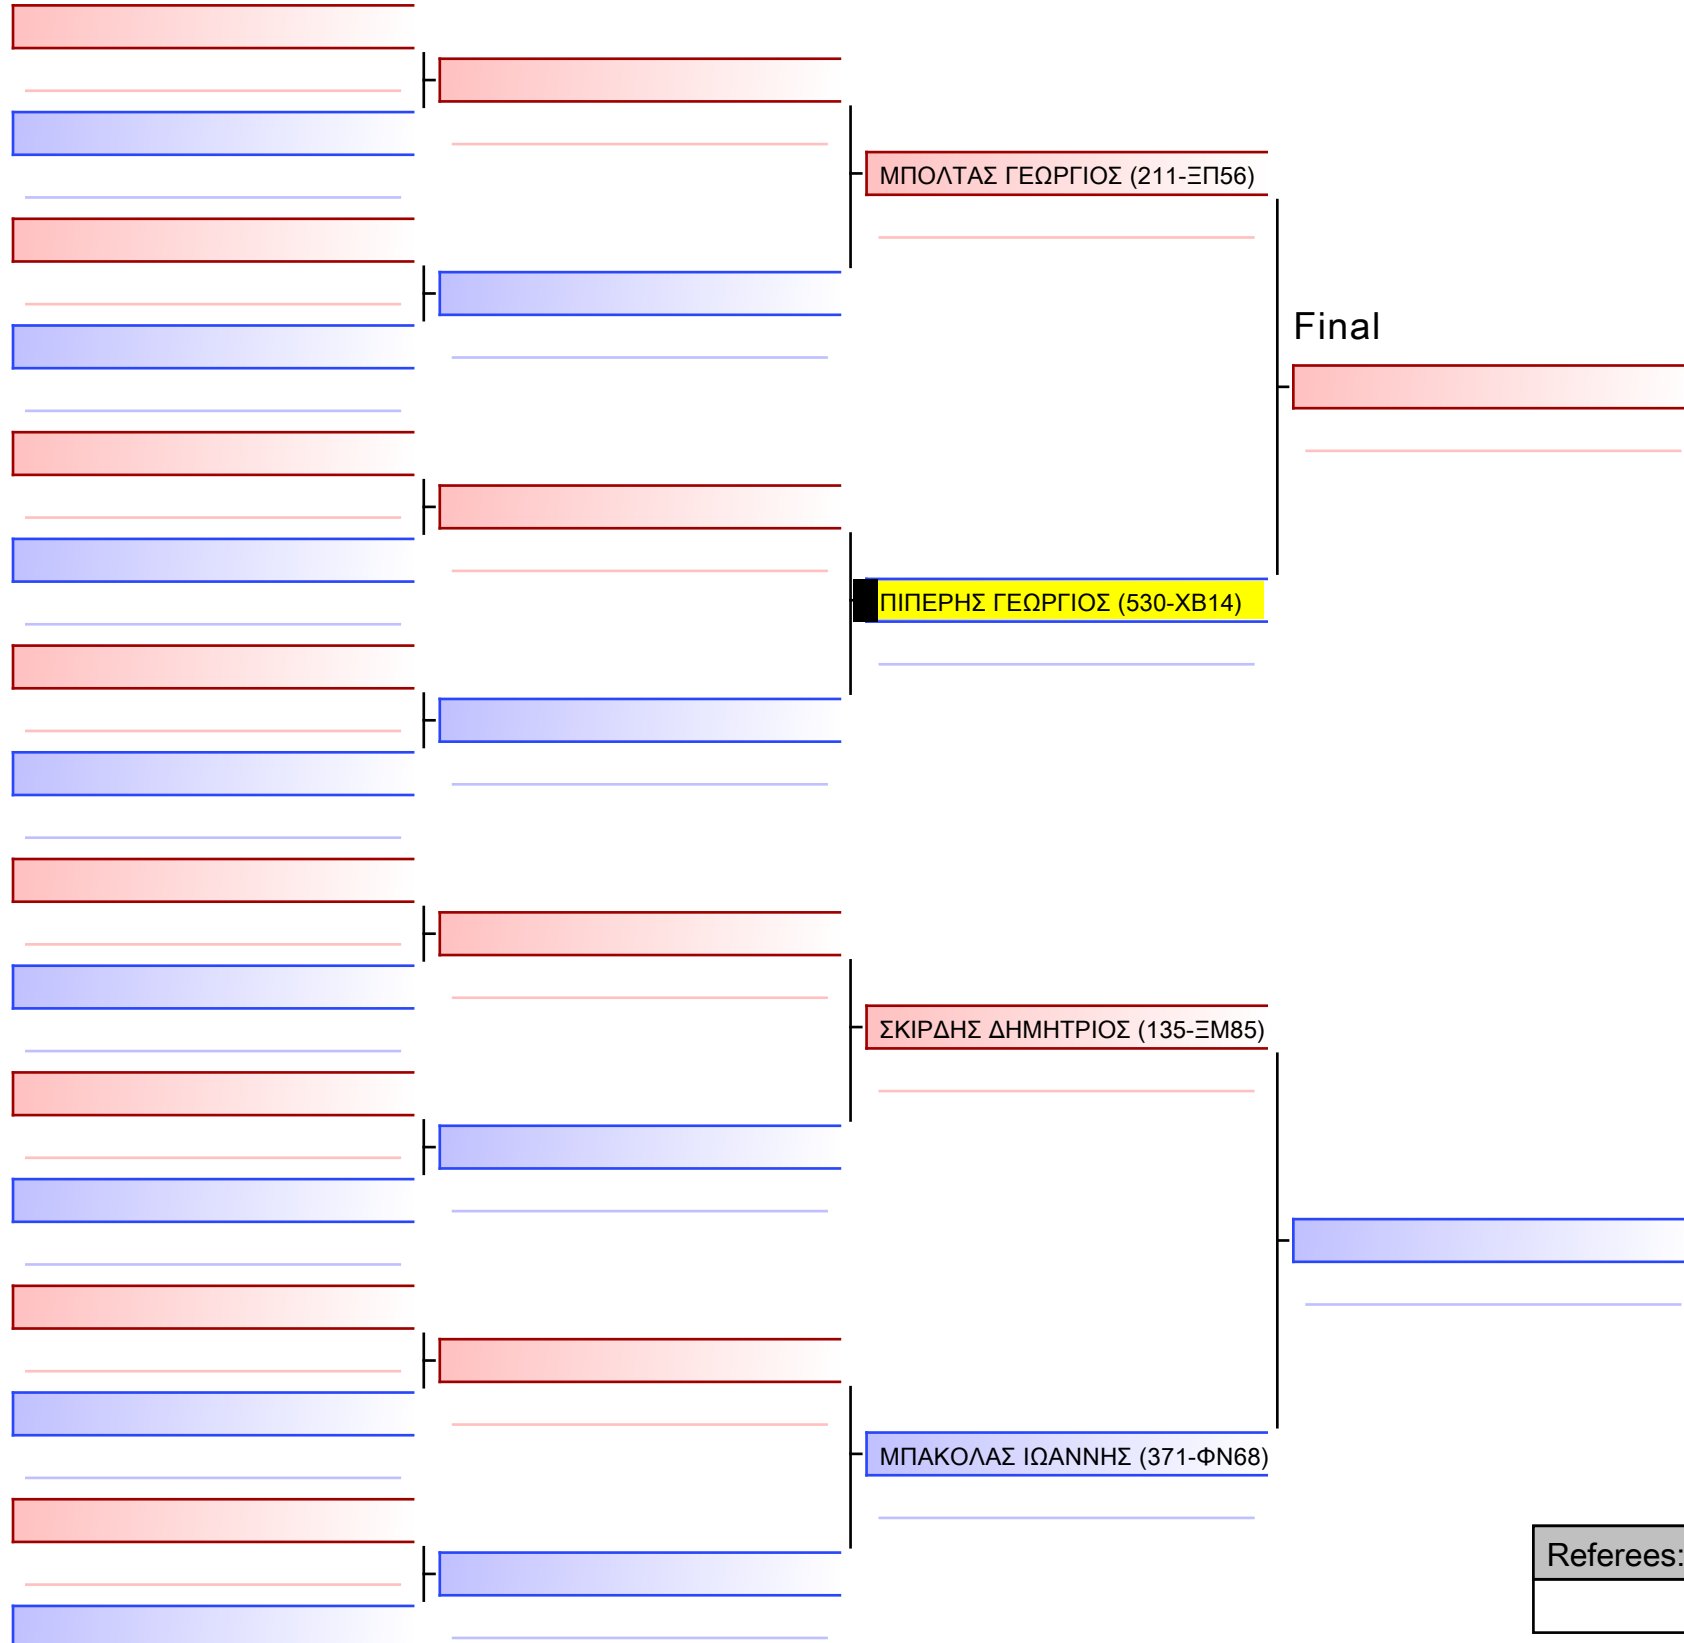 ΜΠΟΛΤΑΣ ΓΕΩΡΓΙΟΣ (211-ΞΠ56)
Final
ΠΙΠΕΡΗΣ ΓΕΩΡΓΙΟΣ (530-ΧΒ14)
ΣΚΙΡΔΗΣ ΔΗΜΗΤΡΙΟΣ (135-ΞΜ85)
ΜΠΑΚΟΛΑΣ ΙΩΑΝΝΗΣ (371-ΦΝ68)
Referees: